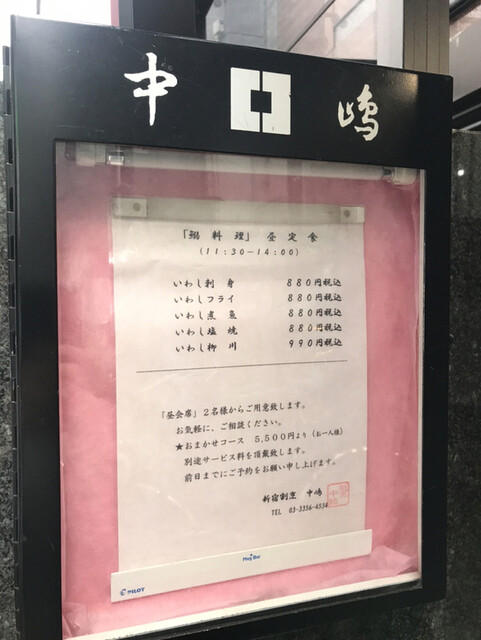 中嶋
「鰯料理」昼定食
（11:30－14:00）
いわし刺身 880円税込
いわしフライ 880円税込
いわし煮魚 880円税込
いわし塩焼 880円税込
いわし柳川 990円税込
「昼会席」2名様からご用意致します。
お気軽に、ご相談ください。
★おまかせコース 5,500円より（お一人様）
別途サービス料を頂戴致します。
前日までにご予約をお願い申し上げます。
新宿割烹 中嶋
TEL 03-3356-4534
Mag Bar
PILOT